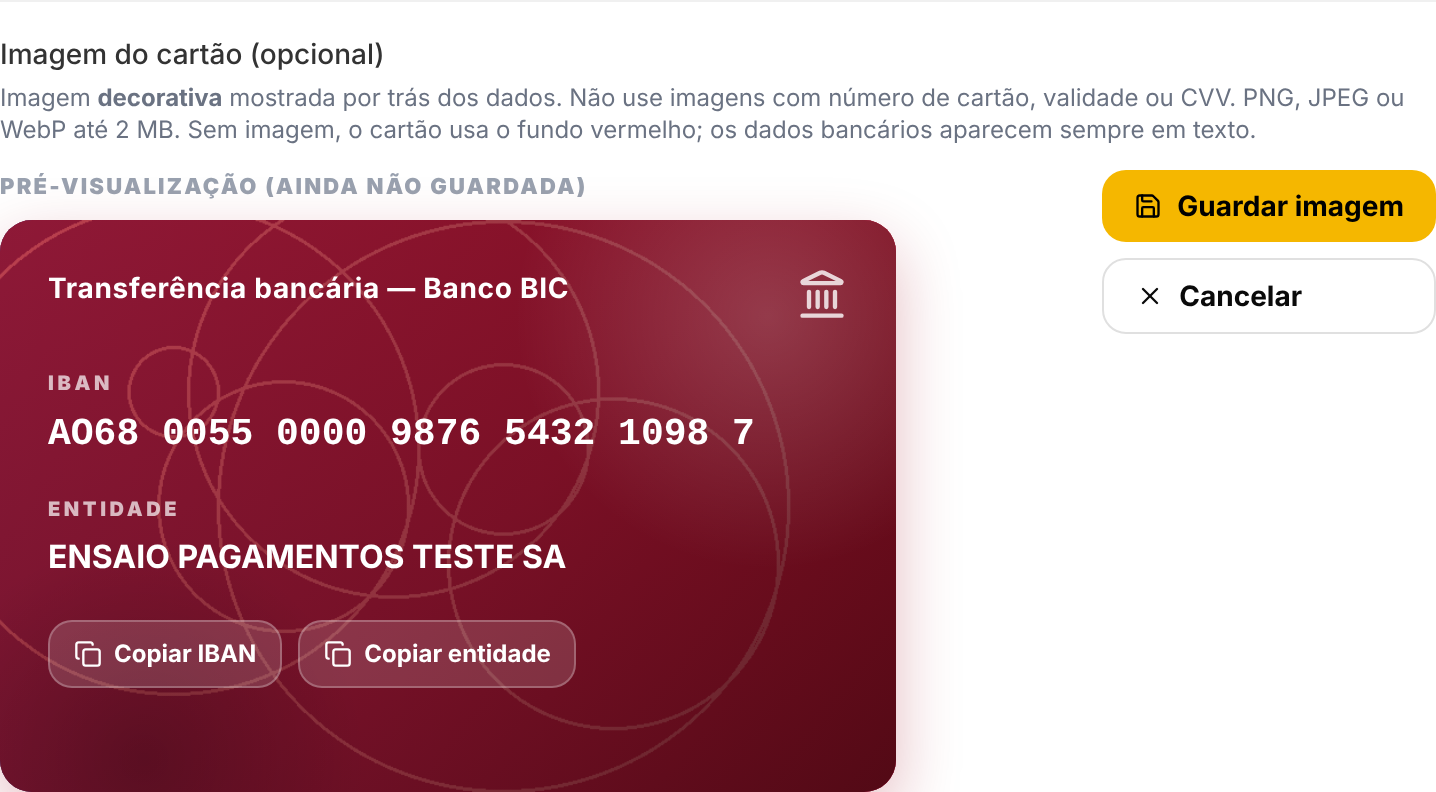 Imagem do cartão (opcional)
Imagem decorativa mostrada por trás dos dados. Não use imagens com número de cartão, validade ou CVV. PNG, JPEG ou
WebP até 2 MB. Sem imagem, o cartão usa o fundo vermelho; os dados bancários aparecem sempre em texto.
PRÉ-VISUALIZAÇÃO (AINDA NÃO GUARDADA)
Guardar imagem
Cancelar
Transferência bancária — Banco BIC
IBAN
AO68 0055 0000 9876 5432 1098 7
ENTIDADE
ENSAIO PAGAMENTOS TESTE SA
Copiar IBAN
Copiar entidade